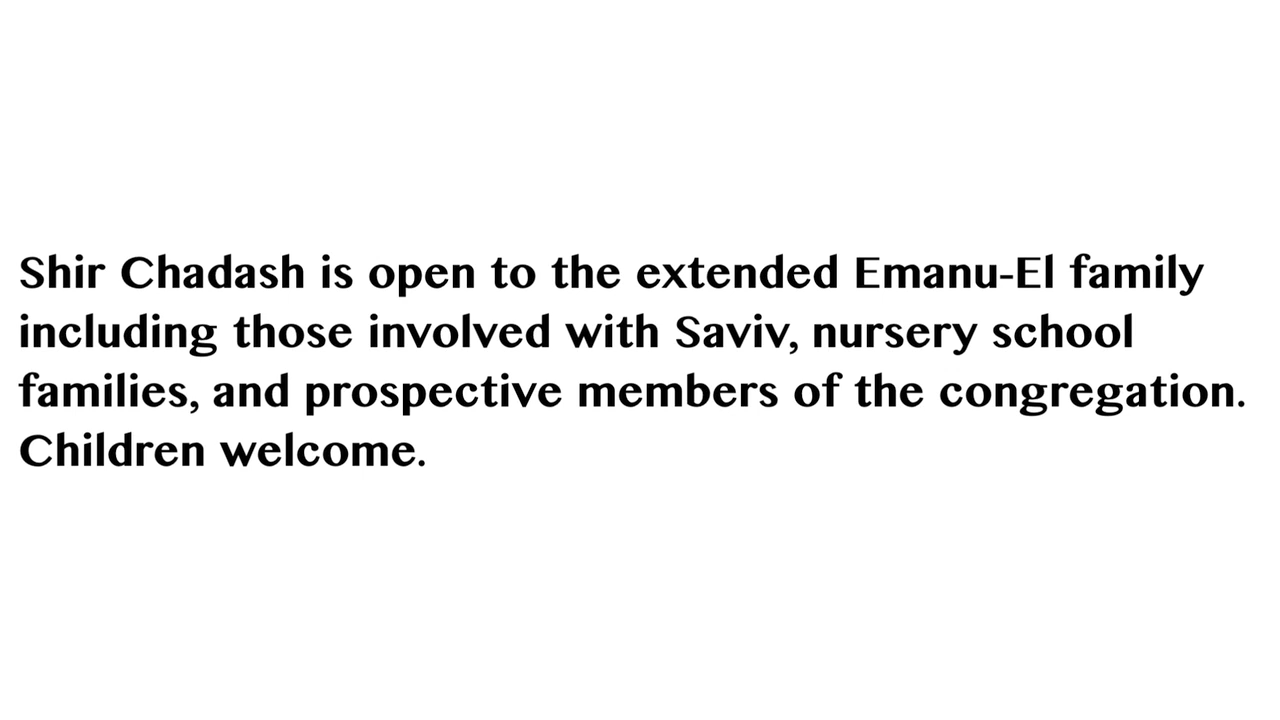 Shir Chadash is open to the extended Emanu-El family
including those involved with Saviv, nursery school
families, and prospective members of the congregation.
Children welcome.